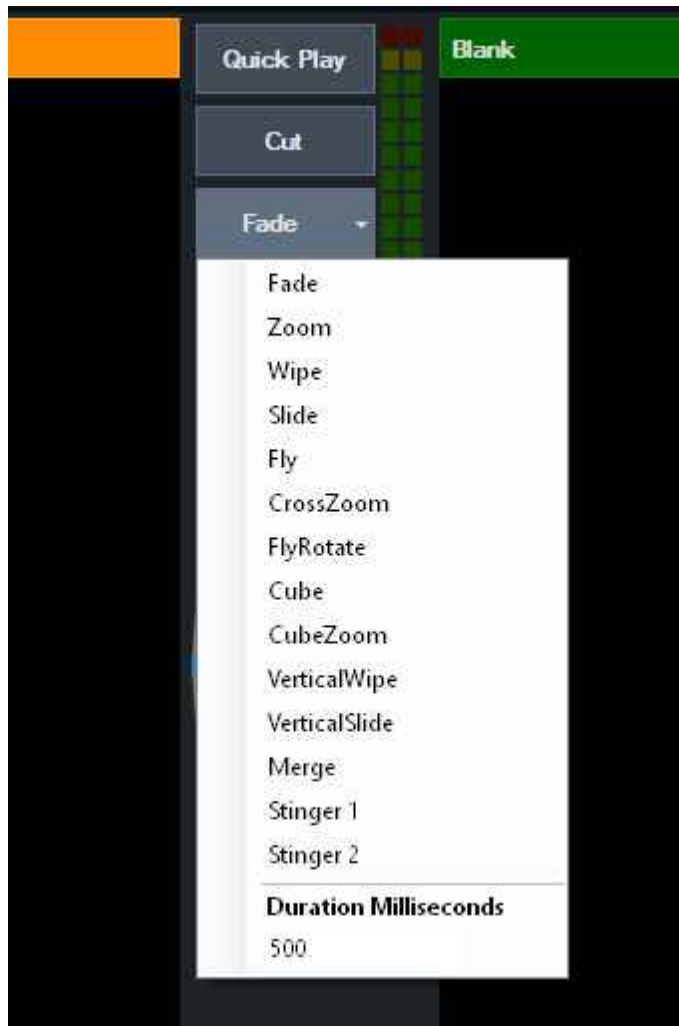 Quick Play
Blank
Cut
Fade
Fade
Zoom
Wipe
Slide
Fly
CrossZoom
FlyRotate
Cube
CubeZoom
VerticalWipe
VerticalSlide
Merge
Stinger 1
Stinger 2
Duration Milliseconds
500